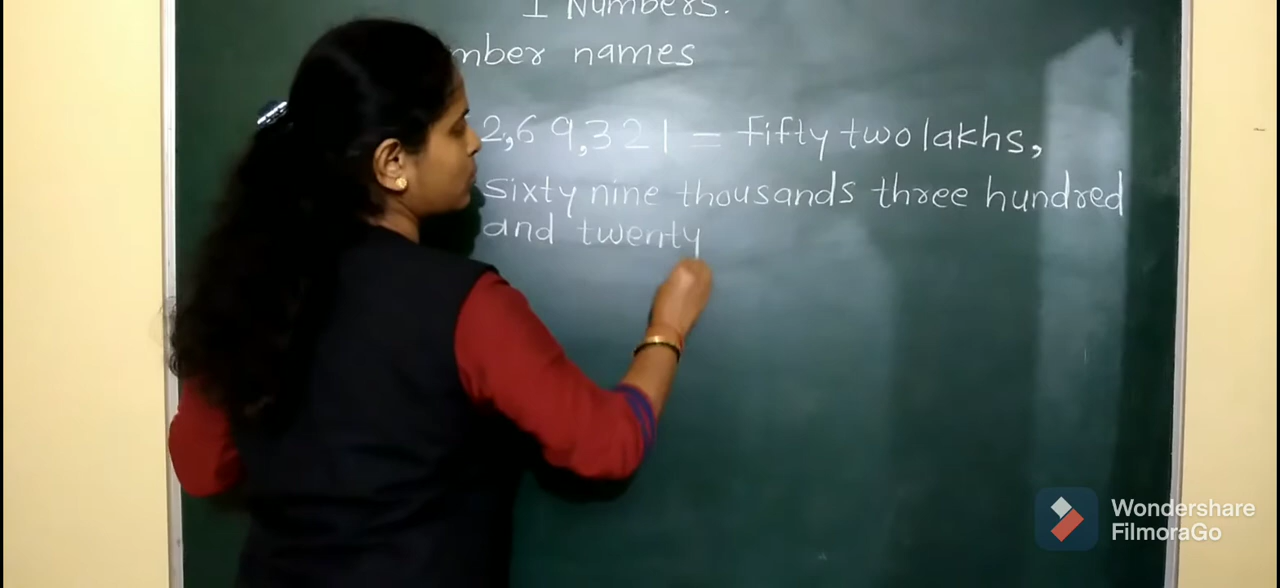 I Numbers.
mber names
2,69,321 = fifty two lakhs,
sixty nine thousands three hundred
and twenty
Wondershare
FilmoraGo